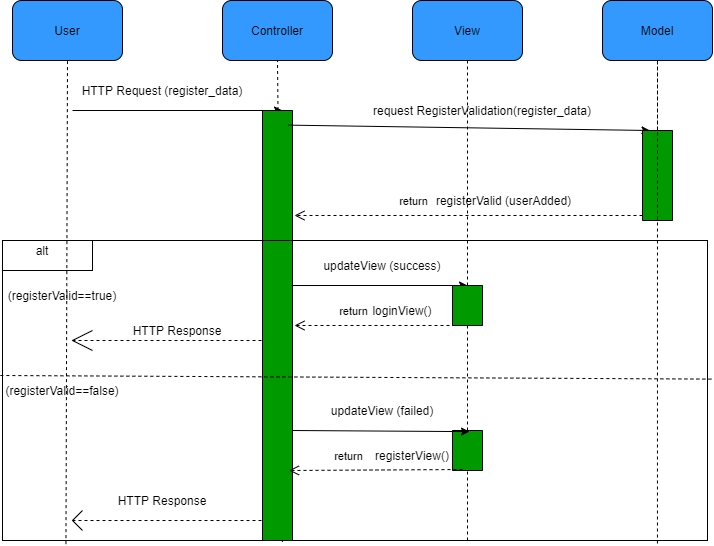 User
Controller
View
Model
HTTP Request (register_data)
request RegisterValidation(register_data)
return registerValid (userAdded)
alt
updateView (success)
(registerValid==true)
return loginView()
HTTP Response
(registerValid==false)
updateView (failed)
return registerView()
HTTP Response